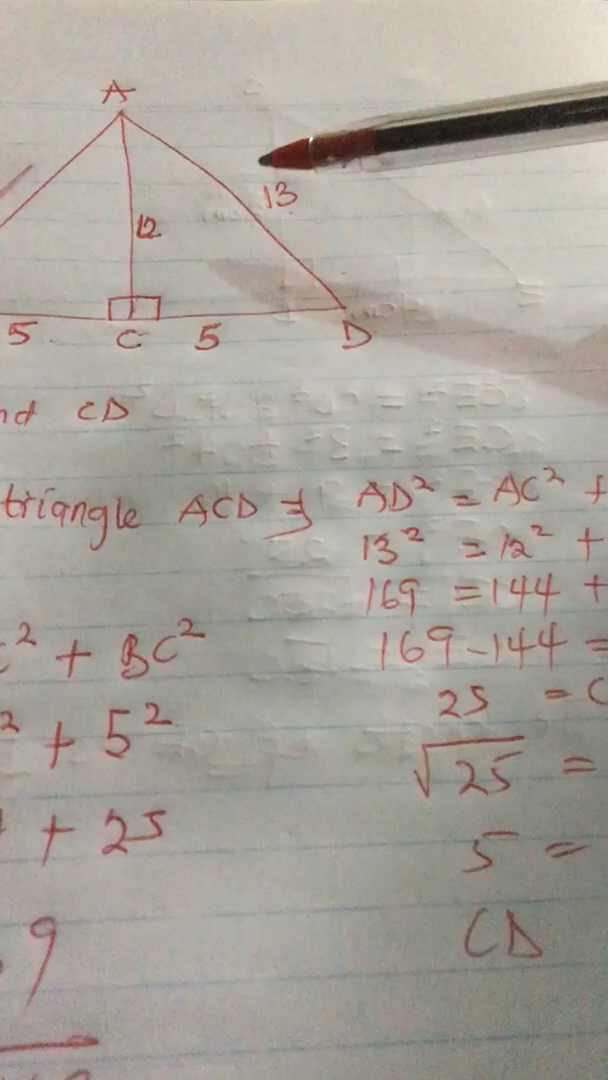 A
12
13
5
C
5
D
nd CD
triangle ACD ⇒ AD² = AC² +
13² = 12² +
169 = 144 +
169-144 =
25 = C
√25 =
5 =
CD
c² + BC²
² + 5²
+ 25
9